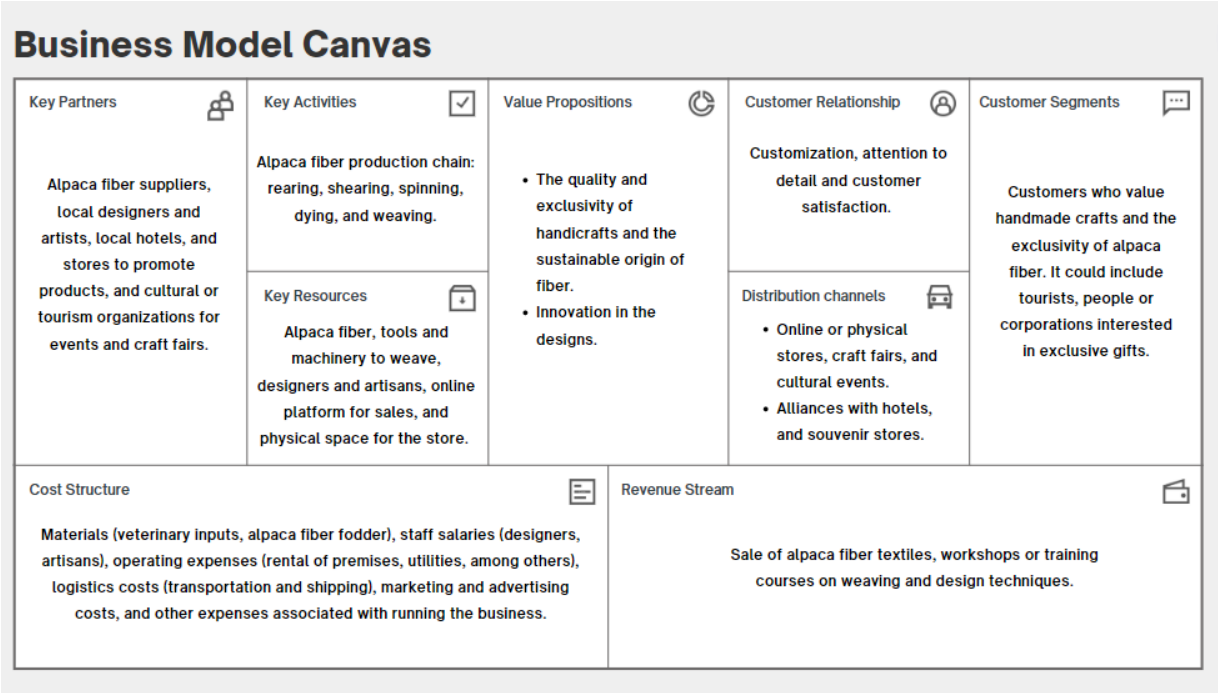 Business Model Canvas
Key Partners
Alpaca fiber suppliers,
local designers and
artists, local hotels, and
stores to promote
products, and cultural or
tourism organizations for
events and craft fairs.
Key Activities
Alpaca fiber production chain:
rearing, shearing, spinning,
dying, and weaving.
Key Resources
Alpaca fiber, tools and
machinery to weave,
designers and artisans, online
platform for sales, and
physical space for the store.
Value Propositions
• The quality and
exclusivity of
handicrafts and the
sustainable origin of
fiber.
• Innovation in the
designs.
Customer Relationship
Customization, attention to
detail and customer
satisfaction.
Distribution channels
• Online or physical
stores, craft fairs, and
cultural events.
• Alliances with hotels,
and souvenir stores.
Customer Segments
Customers who value
handmade crafts and the
exclusivity of alpaca
fiber. It could include
tourists, people or
corporations interested
in exclusive gifts.
Cost Structure
Materials (veterinary inputs, alpaca fiber fodder), staff salaries (designers,
artisans), operating expenses (rental of premises, utilities, among others),
logistics costs (transportation and shipping), marketing and advertising
costs, and other expenses associated with running the business.
Revenue Stream
Sale of alpaca fiber textiles, workshops or training
courses on weaving and design techniques.